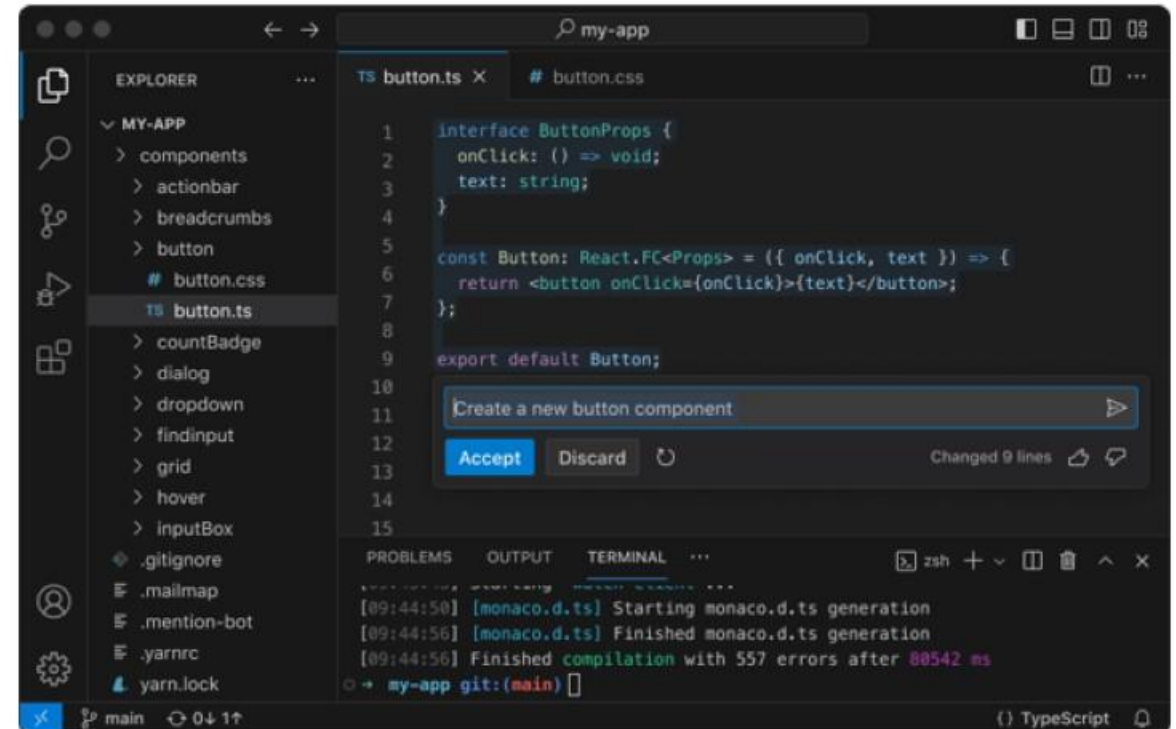 my-app
EXPLORER ...
MY-APP
components
actionbar
breadcrumbs
button
# button.css
TS button.ts
countBadge
dialog
dropdown
findinput
grid
hover
inputBox
.gitignore
.mailmap
.mention-bot
.yarnrc
yarn.lock
TS button.ts ×
# button.css
1 interface ButtonProps {
2 onClick: () => void;
3 text: string;
4 }
5
6 const Button: React.FC<Props> = ({ onClick, text }) => {
7 return <button onClick={onClick}>{text}</button>;
8 };
9 export default Button;
10
11
12
13
14
15
Create a new button component
Accept Discard Changed 9 lines
PROBLEMS OUTPUT TERMINAL ... zsh
[09:44:50] [monaco.d.ts] Starting monaco.d.ts generation
[09:44:56] [monaco.d.ts] Finished monaco.d.ts generation
[09:44:56] Finished compilation with 557 errors after 80542 ms
my-app git:(main)
main 0↓ 1↑ {} TypeScript